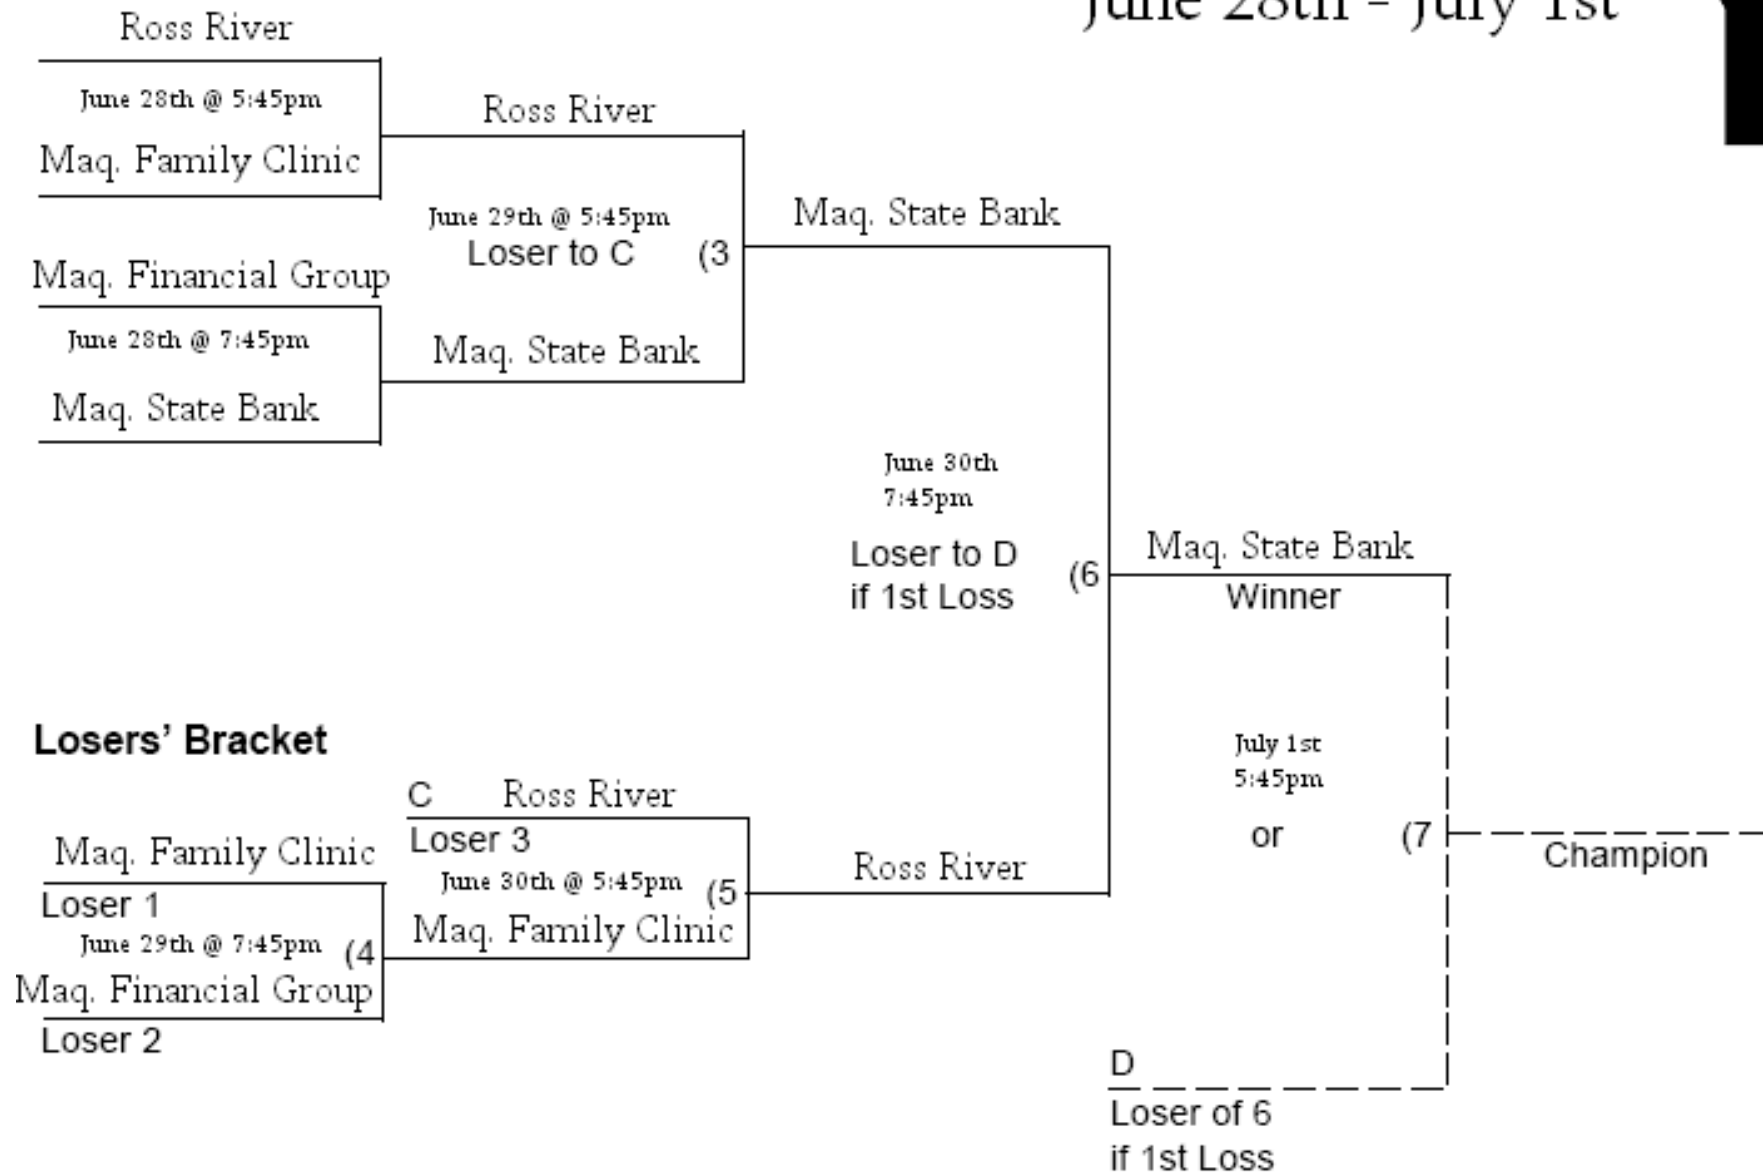 June 28th - July 1st
Ross River
June 28th @ 5:45pm
Maq. Family Clinic
Ross River
June 29th @ 5:45pm
Loser to C (3
Maq. State Bank
Maq. Financial Group
June 28th @ 7:45pm
Maq. State Bank
Maq. State Bank
June 30th
7:45pm
Loser to D
if 1st Loss
(6
Maq. State Bank
Winner
Losers' Bracket
July 1st
5:45pm
or (7
Champion
C Ross River
Loser 3
June 30th @ 5:45pm (5
Maq. Family Clinic
Ross River
Maq. Family Clinic
Loser 1
June 29th @ 7:45pm (4
Maq. Financial Group
Loser 2
D
Loser of 6
if 1st Loss